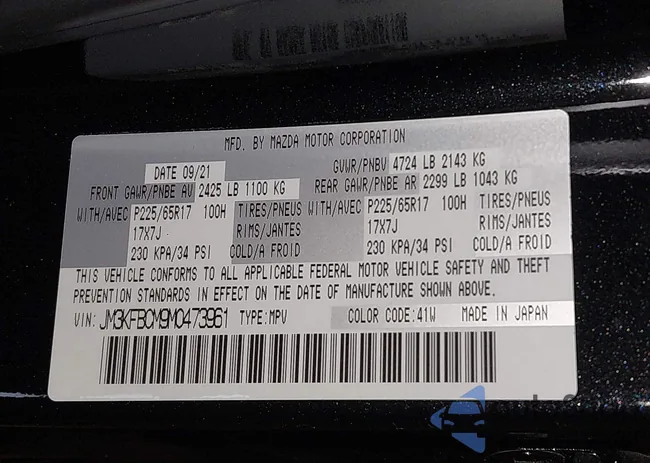 MFD. BY MAZDA MOTOR CORPORATION
DATE 09/21 GVWR/PNBV 4724 LB 2143 KG
FRONT GAWR/PNBE AV 2425 LB 1100 KG REAR GAWR/PNBE AR 2299 LB 1043 KG
WITH/AVEC P225/65R17 100H TIRES/PNEUS WITH/AVEC P225/65R17 100H TIRES/PNEUS
17X7J RIMS/JANTES 17X7J RIMS/JANTES
230 KPA/34 PSI COLD/A FROID 230 KPA/34 PSI COLD/A FROID
THIS VEHICLE CONFORMS TO ALL APPLICABLE FEDERAL MOTOR VEHICLE SAFETY AND THEFT
PREVENTION STANDARDS IN EFFECT ON THE DATE OF MANUFACTURE SHOWN ABOVE.
VIN: JM3KFBCM9M0473961 TYPE:MPV COLOR CODE:41W MADE IN JAPAN